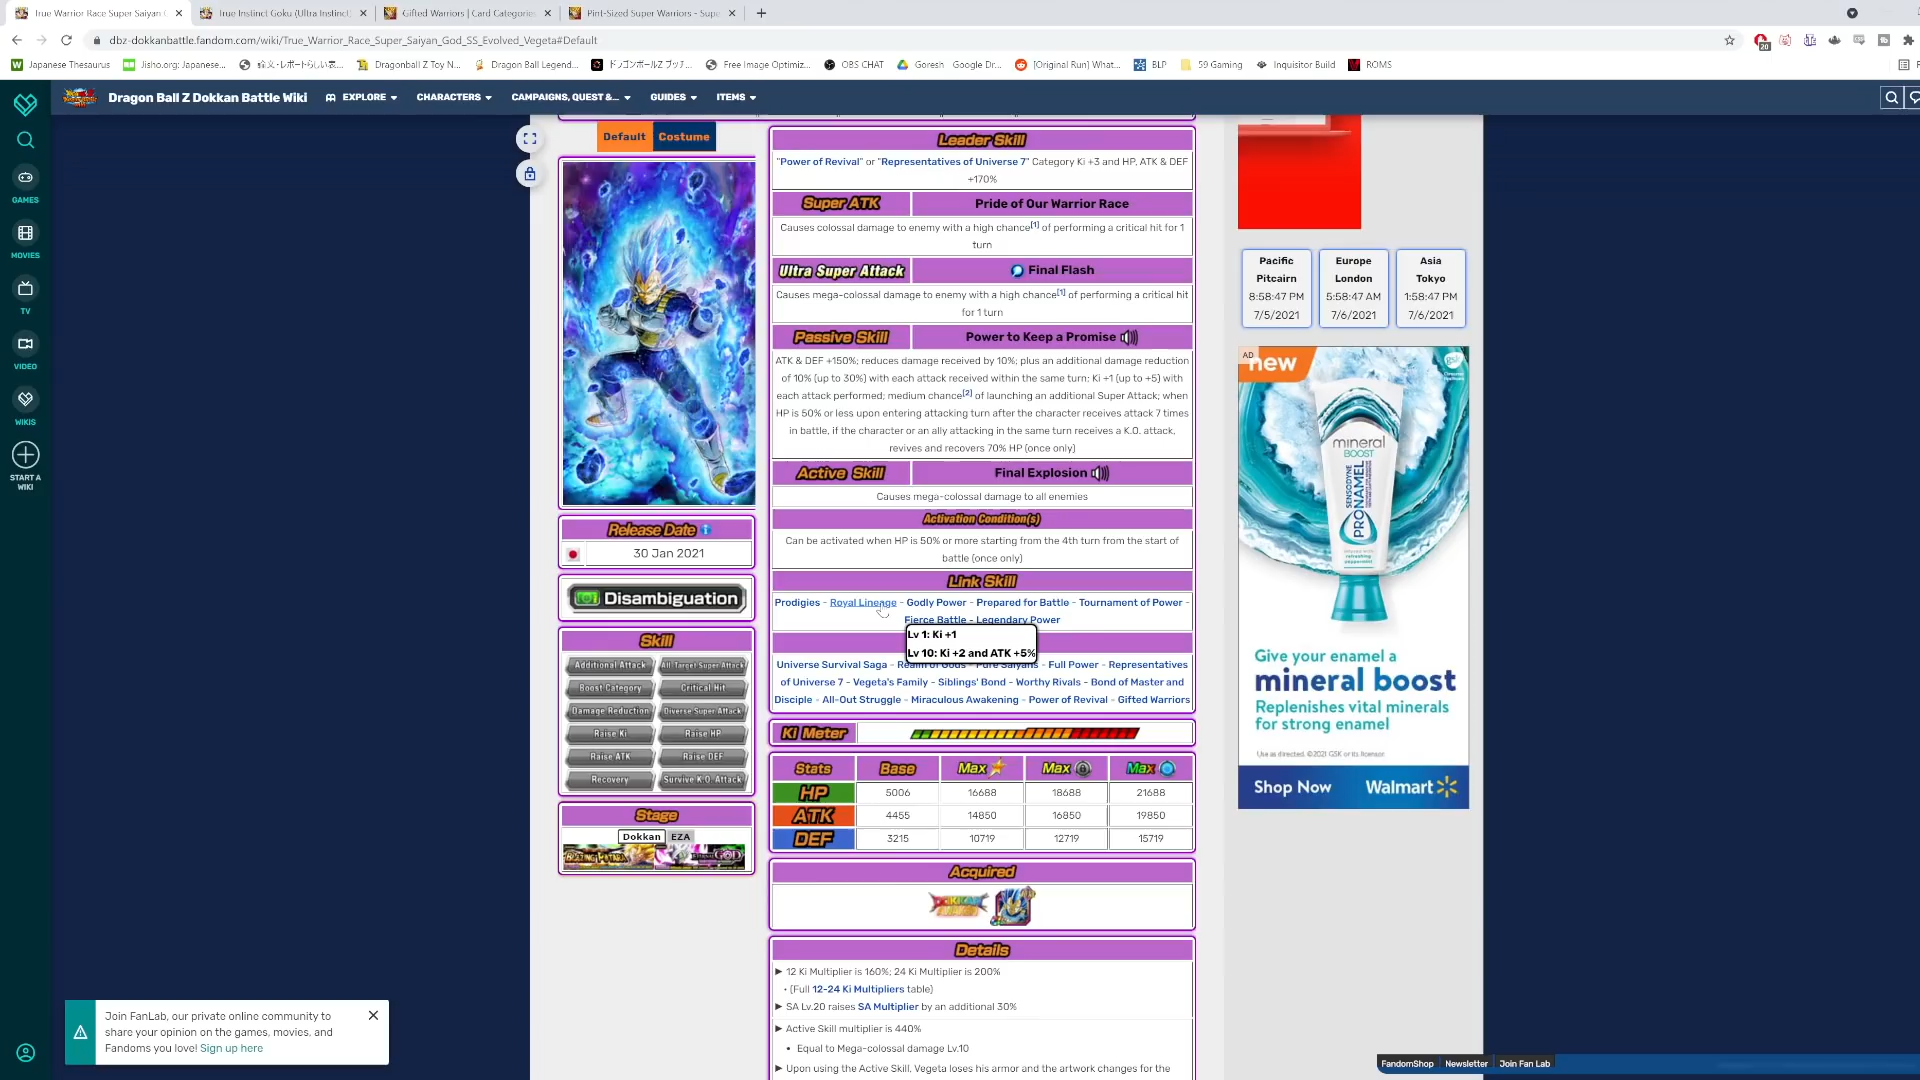 True Warrior Race Super Saiyan
True Instinct Goku (Ultra Instinct
Gifted Warriors | Card Categories
Pint-Sized Super Warriors - Supe
dbz-dokkanbattle.fandom.com/wiki/True_Warrior_Race_Super_Saiyan_God_SS_Evolved_Vegeta#Default
20
Japanese Thesaurus
Jisho.org: Japanese...
Dragonball Z Toy N...
Dragon Ball Legend...
Free Image Optimiz...
OBS CHAT
Goresh
Google Dr...
[Original Run] What...
BLP
59 Gaming
Inquisitor Build
ROMS
Dragon Ball Z Dokkan Battle Wiki
EXPLORE
CHARACTERS
CAMPAIGNS, QUEST &...
GUIDES
ITEMS
GAMES
MOVIES
TV
VIDEO
WIKIS
START A
WIKI
Default
Costume
Release Date
30 Jan 2021
Disambiguation
Skill
Additional Attack
All-Target Super Attack
Boost Category
Critical Hit
Damage Reduction
Diverse Super Attack
Raise Ki
Raise HP
Raise ATK
Raise DEF
Recovery
Survive K.O. Attack
Stage
Dokkan
EZA
Leader Skill
"Power of Revival" or "Representatives of Universe 7" Category Ki +3 and HP, ATK & DEF
+170%
Super ATK
Pride of Our Warrior Race
Causes colossal damage to enemy with a high chance[1] of performing a critical hit for 1
turn
Ultra Super Attack
Final Flash
Causes mega-colossal damage to enemy with a high chance[1] of performing a critical hit
for 1 turn
Passive Skill
Power to Keep a Promise
ATK & DEF +150%; reduces damage received by 10%; plus an additional damage reduction
of 10% (up to 30%) with each attack received within the same turn; Ki +1 (up to +5) with
each attack performed; medium chance[2] of launching an additional Super Attack; when
HP is 50% or less upon entering attacking turn after the character receives attack 7 times
in battle, if the character or an ally attacking in the same turn receives a K.O. attack,
revives and recovers 70% HP (once only)
Active Skill
Final Explosion
Causes mega-colossal damage to all enemies
Activation Condition(s)
Can be activated when HP is 50% or more starting from the 4th turn from the start of
battle (once only)
Link Skill
Prodigies - Royal Lineage - Godly Power - Prepared for Battle - Tournament of Power -
Fierce Battle - Legendary Power
Lv 1: Ki +1
Lv 10: Ki +2 and ATK +5%
Universe Survival Saga - Realm of Gods - Pure Saiyans - Full Power - Representatives
of Universe 7 - Vegeta's Family - Siblings' Bond - Worthy Rivals - Bond of Master and
Disciple - All-Out Struggle - Miraculous Awakening - Power of Revival - Gifted Warriors
Ki Meter
Stats Base Max Max Max
HP 5006 16688 18688 21688
ATK 4455 14850 16850 19850
DEF 3215 10719 12719 15719
Acquired
Details
► 12 Ki Multiplier is 160%; 24 Ki Multiplier is 200%
• (Full 12-24 Ki Multipliers table)
► SA Lv.20 raises SA Multiplier by an additional 30%
► Active Skill multiplier is 440%
• Equal to Mega-colossal damage Lv.10
► Upon using the Active Skill, Vegeta loses his armor and the artwork changes for the
Pacific
Pitcairn
8:58:47 PM
7/5/2021
Europe
London
5:58:47 AM
7/6/2021
Asia
Tokyo
1:58:47 PM
7/6/2021
AD
new
gsk
mineral
BOOST
SENSODYNE
PRONAMEL
Give your enamel a
mineral boost
Replenishes vital minerals
for strong enamel
Use as directed. ©2021 GSK or its licensor.
Shop Now
Walmart
Join FanLab, our private online community to
share your opinion on the games, movies, and
Fandoms you love! Sign up here
FandomShop
Newsletter
Join Fan Lab